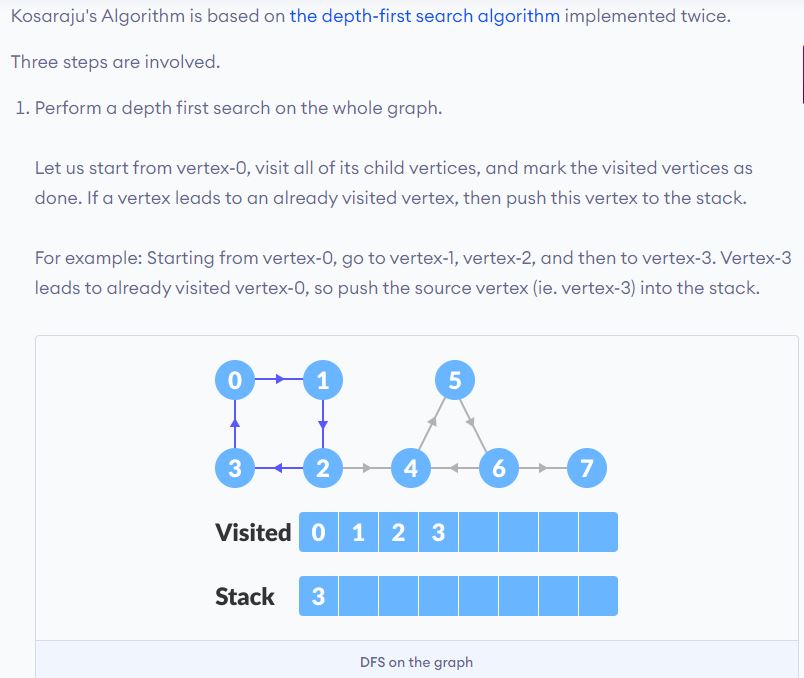 Kosaraju's Algorithm is based on the depth-first search algorithm implemented twice.
Three steps are involved.
1. Perform a depth first search on the whole graph.
Let us start from vertex-0, visit all of its child vertices, and mark the visited vertices as
done. If a vertex leads to an already visited vertex, then push this vertex to the stack.
For example: Starting from vertex-0, go to vertex-1, vertex-2, and then to vertex-3. Vertex-3
leads to already visited vertex-0, so push the source vertex (ie. vertex-3) into the stack.
0 1 5
3 2 4 6 7
Visited 0 1 2 3
Stack 3
DFS on the graph